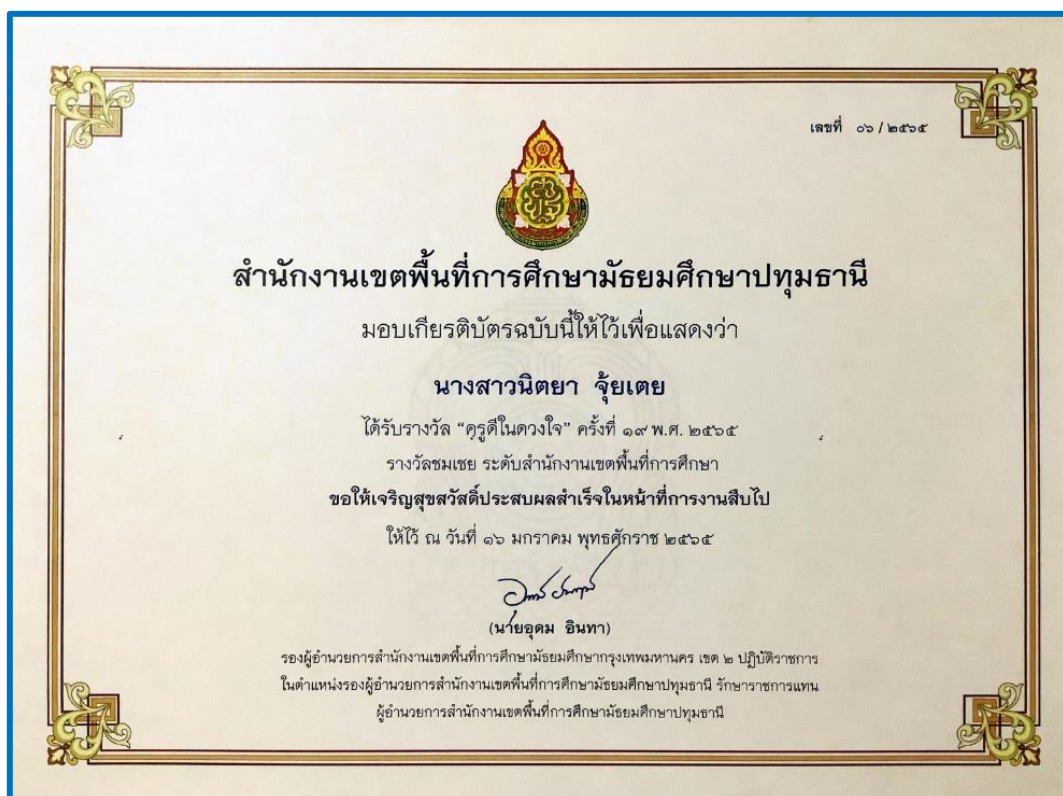 เลขที่ ๐๖ / ๒๕๖๕
สำนักงานเขตพื้นที่การศึกษามัธยมศึกษาปทุมธานี
มอบเกียรติบัตรฉบับนี้ให้ไว้เพื่อแสดงว่า
นางสาวนิตยา จุ้ยเตย
ได้รับรางวัล “ครูดีในดวงใจ” ครั้งที่ ๑๙ พ.ศ. ๒๕๖๕
รางวัลชมเชย ระดับสำนักงานเขตพื้นที่การศึกษา
ขอให้เจริญสุขสวัสดิ์ประสบผลสำเร็จในหน้าที่การงานสืบไป
ให้ไว้ ณ วันที่ ๑๖ มกราคม พุทธศักราช ๒๕๖๕
(นายอุดม อินทา)
รองผู้อำนวยการสำนักงานเขตพื้นที่การศึกษามัธยมศึกษากรุงเทพมหานคร เขต ๒ ปฏิบัติราชการ
ในตำแหน่งรองผู้อำนวยการสำนักงานเขตพื้นที่การศึกษามัธยมศึกษาปทุมธานี รักษาราชการแทน
ผู้อำนวยการสำนักงานเขตพื้นที่การศึกษามัธยมศึกษาปทุมธานี